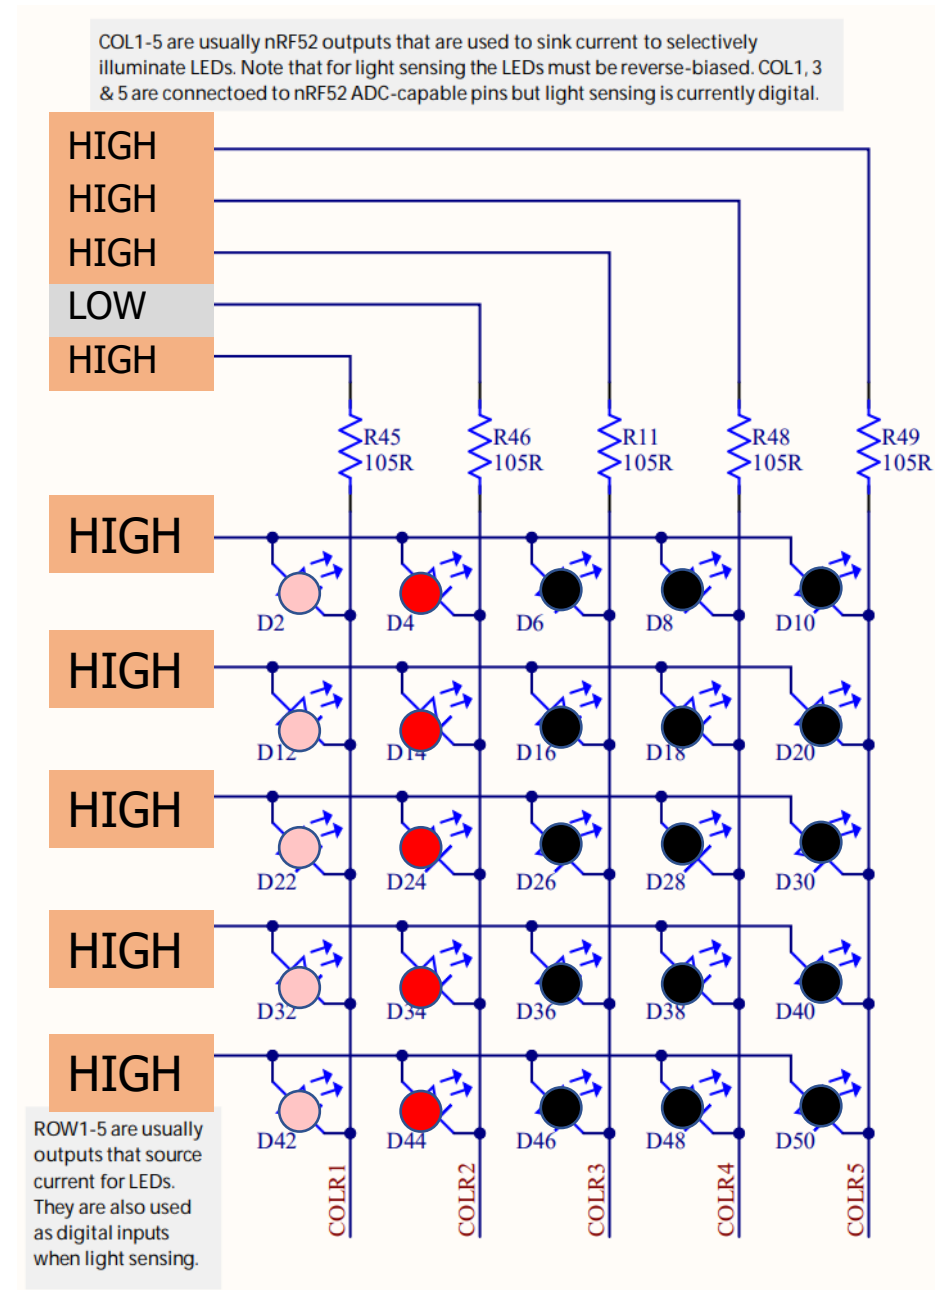 COL1-5 are usually nRF52 outputs that are used to sink current to selectively
illuminate LEDs. Note that for light sensing the LEDs must be reverse-biased. COL1, 3
& 5 are connectoed to nRF52 ADC-capable pins but light sensing is currently digital.
HIGH
HIGH
HIGH
LOW
HIGH
R45 R46 R11 R48 R49
105R 105R 105R 105R 105R
HIGH
D2 D4 D6 D8 D10
HIGH
D12 D14 D16 D18 D20
HIGH
D22 D24 D26 D28 D30
HIGH
D32 D34 D36 D38 D40
HIGH
D42 D44 D46 D48 D50
ROW1-5 are usually
outputs that source
current for LEDs.
They are also used
as digital inputs
when light sensing.
COLR1 COLR2 COLR3 COLR4 COLR5